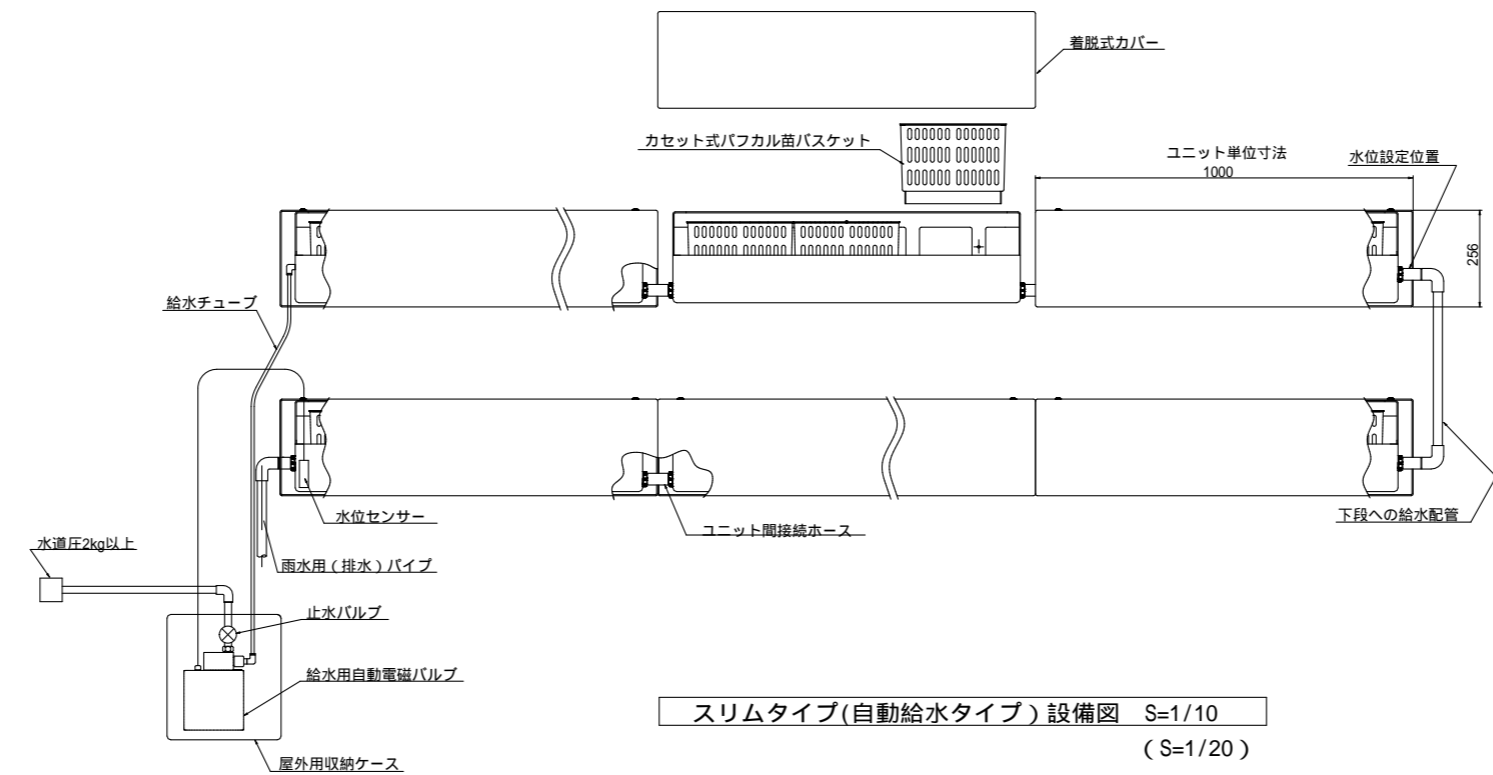 着脱式カバー
カセット式パフカル苗バスケット
ユニット単位寸法
1000
水位設定位置
256
給水チューブ
水位センサー
ユニット間接続ホース
下段への給水配管
水道圧2kg以上
雨水用（排水）パイプ
止水バルブ
給水用自動電磁バルブ
屋外用収納ケース
スリムタイプ(自動給水タイプ）設備図 S=1/10
（S=1/20）